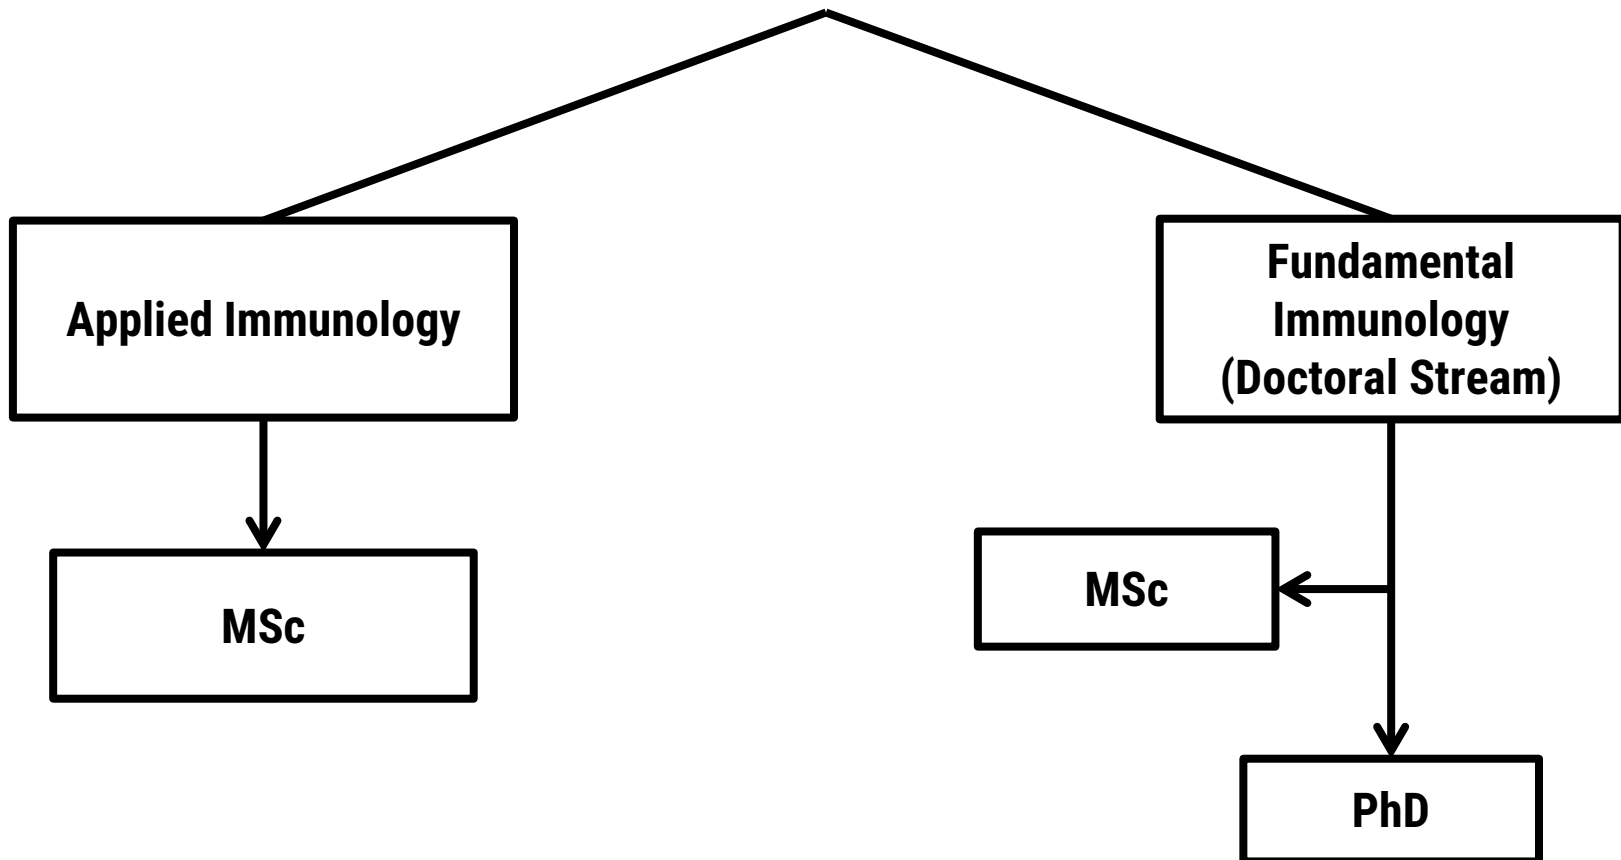 Applied Immunology
Fundamental
Immunology
(Doctoral Stream)
MSc
MSc
PhD